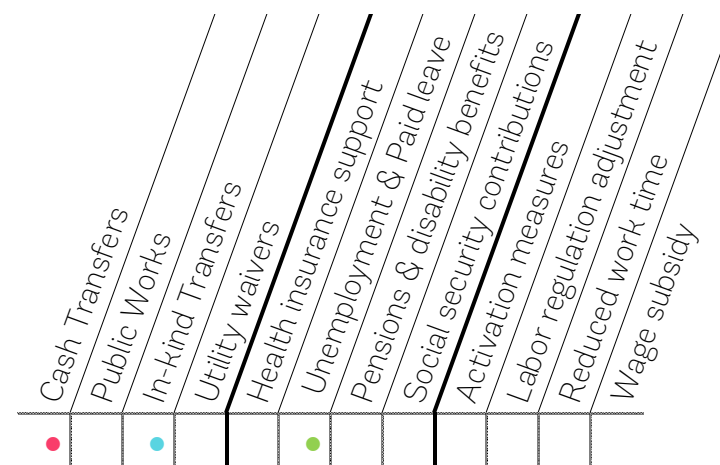 Cash Transfers
Public Works
In-kind Transfers
Utility waivers
Health insurance support
Unemployment & Paid leave
Pensions & disability benefits
Social security contributions
Activation measures
Labor regulation adjustment
Reduced work time
Wage subsidy